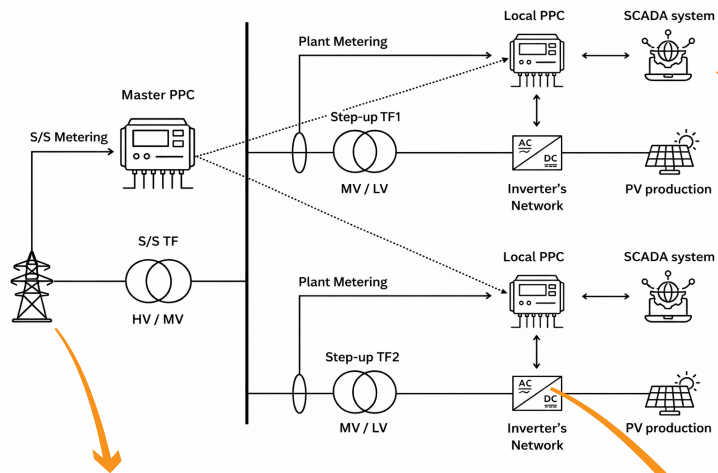 Local PPC
SCADA system
Plant Metering
Master PPC
S/S Metering
Step-up TF1
AC
DC
MV / LV
Inverter's
Network
PV production
S/S TF
HV / MV
Local PPC
SCADA system
Plant Metering
Step-up TF2
AC
DC
MV / LV
Inverter's
Network
PV production